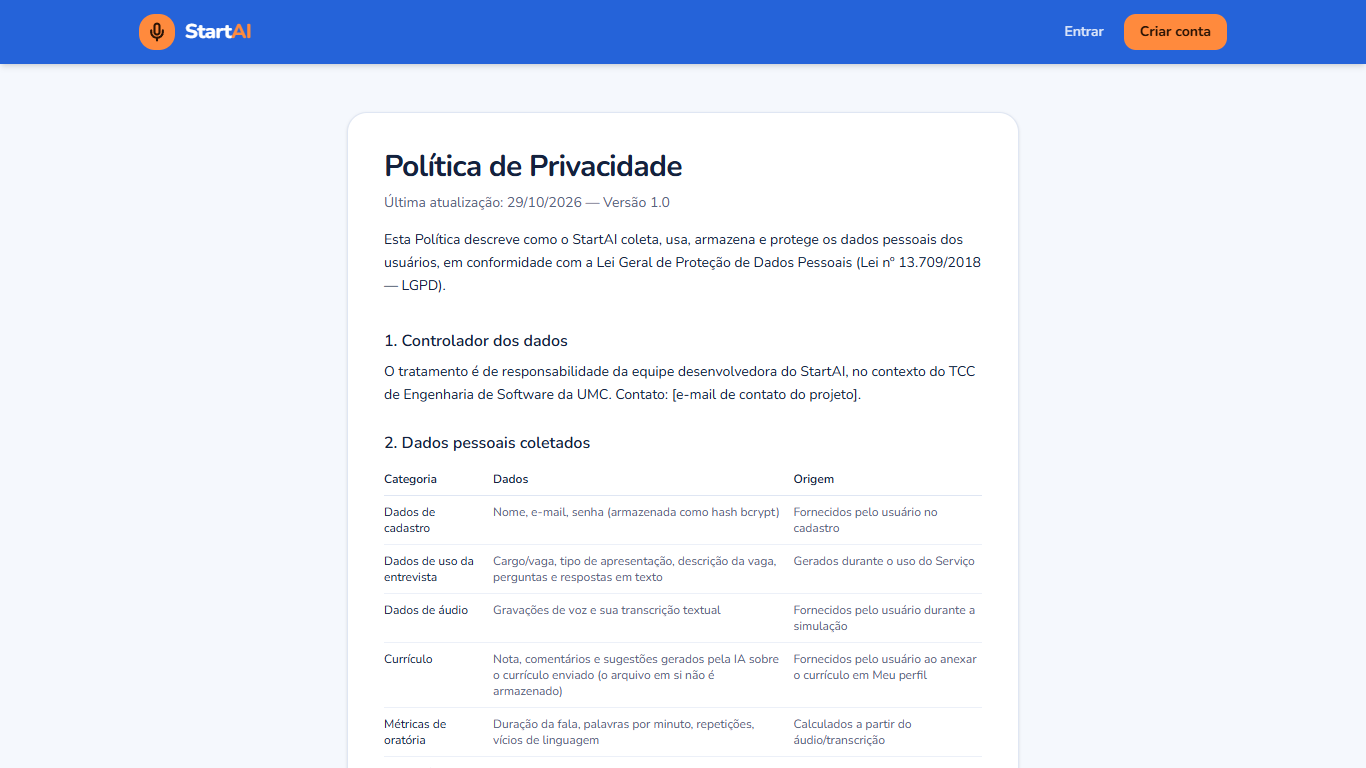 StartAI
Entrar
Criar conta
Política de Privacidade
Última atualização: 29/10/2026 — Versão 1.0
Esta Política descreve como o StartAI coleta, usa, armazena e protege os dados pessoais dos
usuários, em conformidade com a Lei Geral de Proteção de Dados Pessoais (Lei nº 13.709/2018
— LGPD).
1. Controlador dos dados
O tratamento é de responsabilidade da equipe desenvolvedora do StartAI, no contexto do TCC
de Engenharia de Software da UMC. Contato: [e-mail de contato do projeto].
2. Dados pessoais coletados
Categoria Dados Origem
Dados de cadastro
Nome, e-mail, senha (armazenada como hash bcrypt)
Fornecidos pelo usuário no
cadastro
Dados de uso da
entrevista
Cargo/vaga, tipo de apresentação, descrição da vaga,
perguntas e respostas em texto
Gerados durante o uso do Serviço
Dados de áudio
Gravações de voz e sua transcrição textual
Fornecidos pelo usuário durante a
simulação
Currículo
Nota, comentários e sugestões gerados pela IA sobre
o currículo enviado (o arquivo em si não é
armazenado)
Fornecidos pelo usuário ao anexar
o currículo em Meu perfil
Métricas de
oratória
Duração da fala, palavras por minuto, repetições,
vícios de linguagem
Calculados a partir do
áudio/transcrição